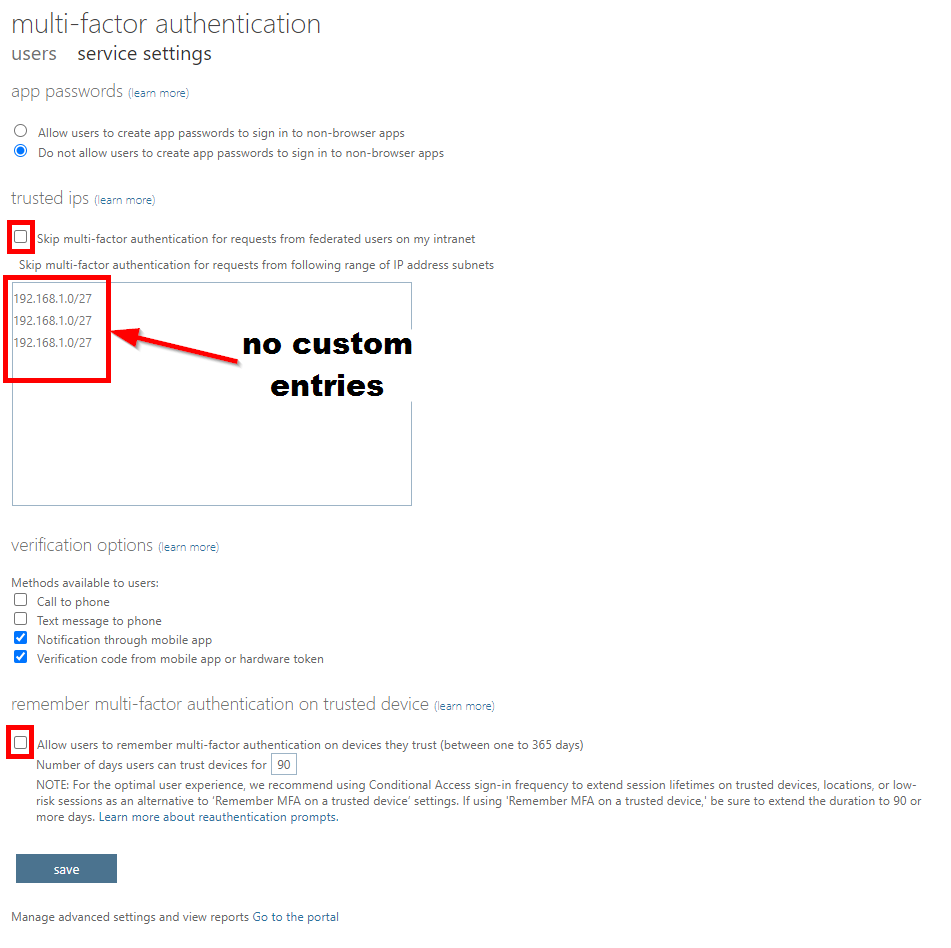 multi-factor authentication
users service settings
app passwords (learn more)
Allow users to create app passwords to sign in to non-browser apps
Do not allow users to create app passwords to sign in to non-browser apps
trusted ips (learn more)
Skip multi-factor authentication for requests from federated users on my intranet
Skip multi-factor authentication for requests from following range of IP address subnets
192.168.1.0/27
192.168.1.0/27
192.168.1.0/27
no custom
entries
verification options (learn more)
Methods available to users:
Call to phone
Text message to phone
Notification through mobile app
Verification code from mobile app or hardware token
remember multi-factor authentication on trusted device (learn more)
Allow users to remember multi-factor authentication on devices they trust (between one to 365 days)
Number of days users can trust devices for 90
NOTE: For the optimal user experience, we recommend using Conditional Access sign-in frequency to extend session lifetimes on trusted devices, locations, or low-
risk sessions as an alternative to 'Remember MFA on a trusted device' settings. If using 'Remember MFA on a trusted device,' be sure to extend the duration to 90 or
more days. Learn more about reauthentication prompts.
save
Manage advanced settings and view reports Go to the portal